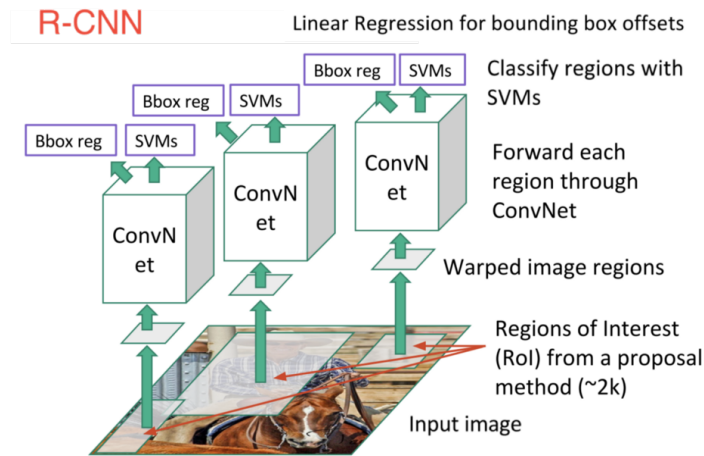 R-CNN
Linear Regression for bounding box offsets
Bbox reg
SVMs
Classify regions with
SVMs
Bbox reg
SVMs
Bbox reg
SVMs
ConvN
et
ConvN
et
ConvN
et
Forward each
region through
ConvNet
Warped image regions
Regions of Interest
(RoI) from a proposal
method (~2k)
Input image